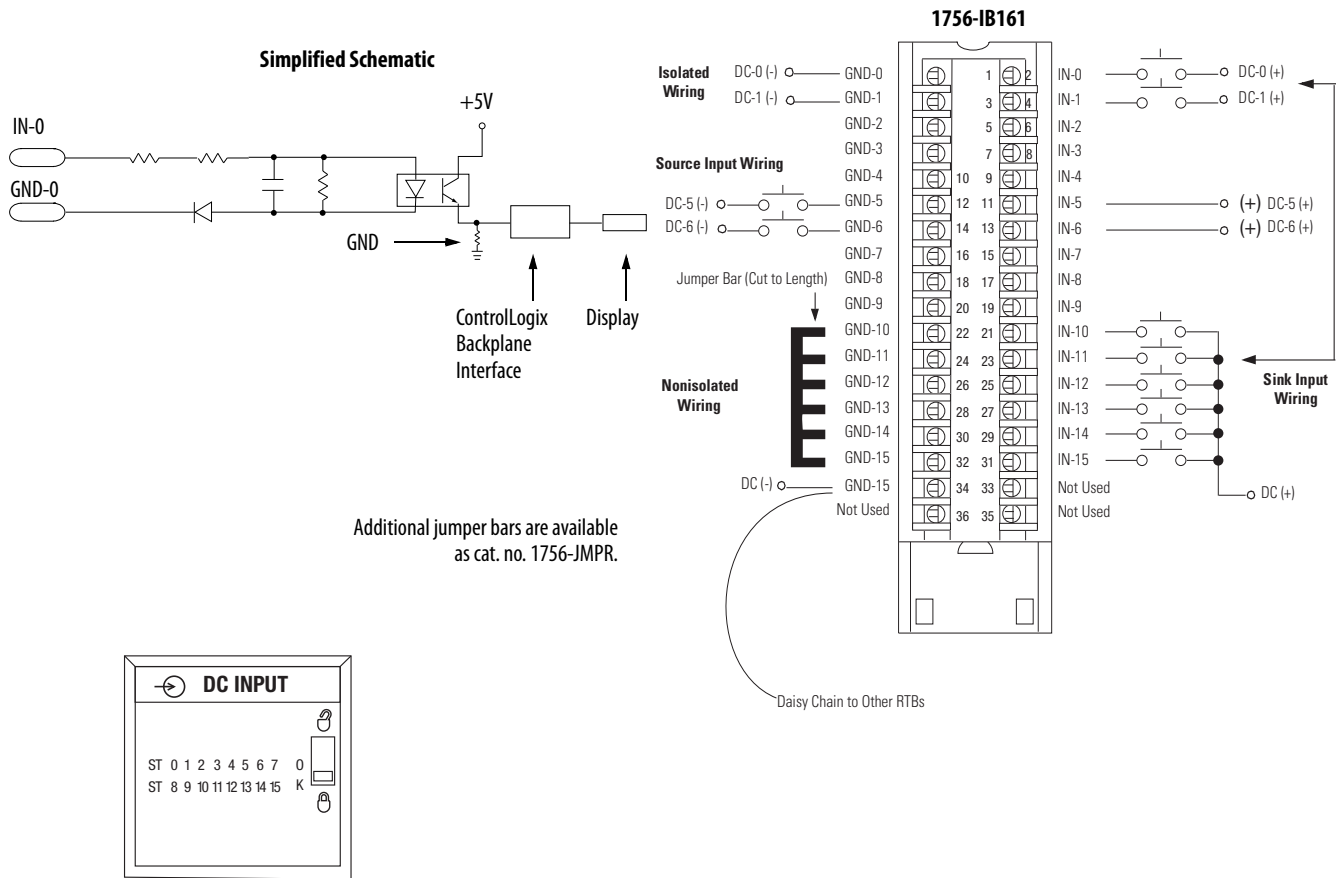 1756-IB161
Simplified Schematic
+5V
IN-0
GND-0
GND
ControlLogix
Backplane
Interface
Display
Isolated
Wiring
DC-0 (-)
DC-1 (-)
Source Input Wiring
DC-5 (-)
DC-6 (-)
Jumper Bar (Cut to Length)
Nonisolated
Wiring
DC (-)
GND-0
GND-1
GND-2
GND-3
GND-4
GND-5
GND-6
GND-7
GND-8
GND-9
GND-10
GND-11
GND-12
GND-13
GND-14
GND-15
GND-15
Not Used
1 2
3 4
5 6
7 8
10 9
12 11
14 13
16 15
18 17
20 19
22 21
24 23
26 25
28 27
30 29
32 31
34 33
36 35
IN-0
IN-1
IN-2
IN-3
IN-4
IN-5
IN-6
IN-7
IN-8
IN-9
IN-10
IN-11
IN-12
IN-13
IN-14
IN-15
Not Used
Not Used
DC-0 (+)
DC-1 (+)
(+) DC-5 (+)
(+) DC-6 (+)
Sink Input
Wiring
DC (+)
Additional jumper bars are available
as cat. no. 1756-JMPR.
Daisy Chain to Other RTBs
DC INPUT
ST 0 1 2 3 4 5 6 7 O
ST 8 9 10 11 12 13 14 15 K